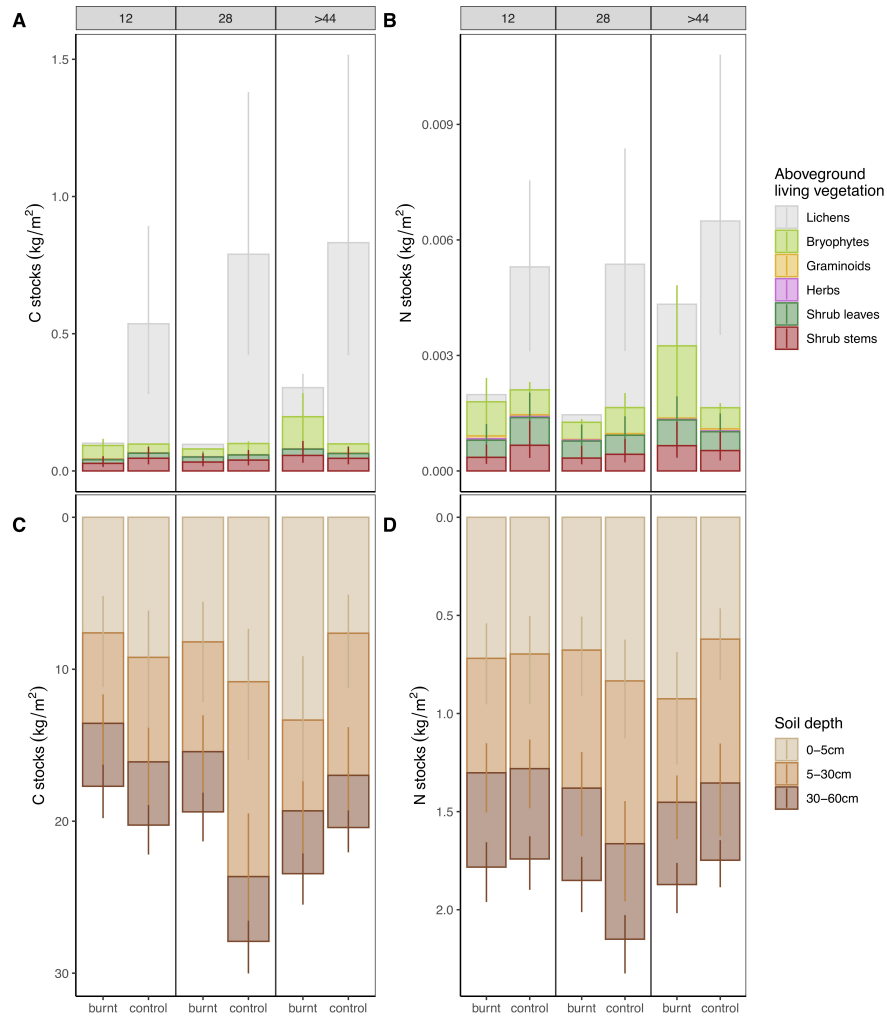 A
12
28
>44
B
12
28
>44
1.5
1.0
0.5
0.0
C stocks (kg/m²)
0.009
0.006
0.003
0.000
N stocks (kg/m²)
Aboveground
living vegetation
Lichens
Bryophytes
Graminoids
Herbs
Shrub leaves
Shrub stems
C
0
10
20
30
C stocks (kg/m²)
burnt control burnt control burnt control
D
0.0
0.5
1.0
1.5
2.0
N stocks (kg/m²)
burnt control burnt control burnt control
Soil depth
0−5cm
5−30cm
30−60cm